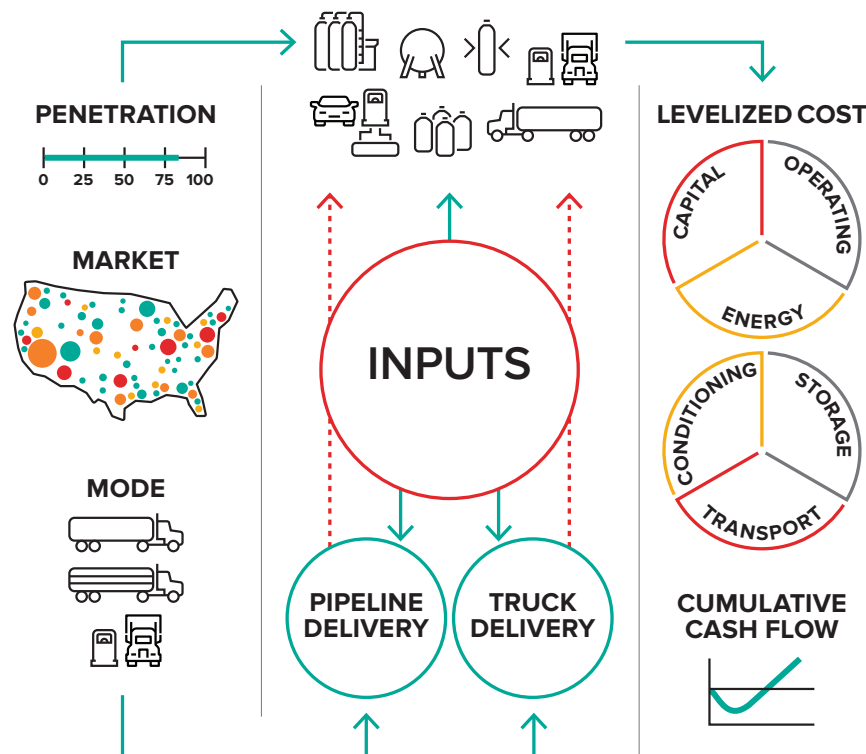 PENETRATION
0 25 50 75 100
MARKET
MODE
INPUTS
PIPELINE
DELIVERY
TRUCK
DELIVERY
LEVELIZED COST
CAPITAL
OPERATING
ENERGY
CONDITIONING
STORAGE
TRANSPORT
CUMULATIVE
CASH FLOW